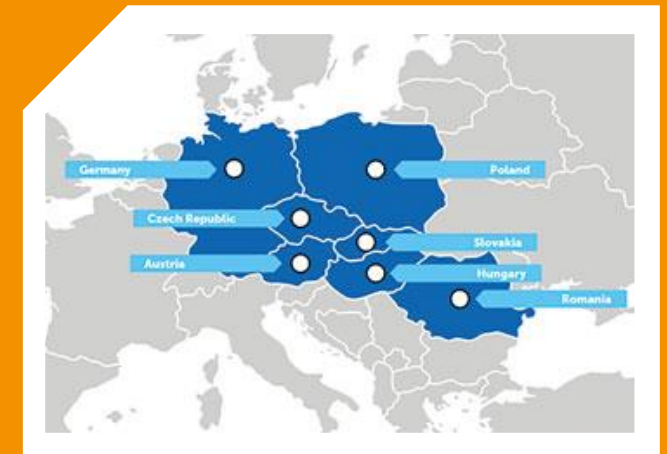 Germany
Poland
Czech Republic
Slovakia
Austria
Hungary
Romania